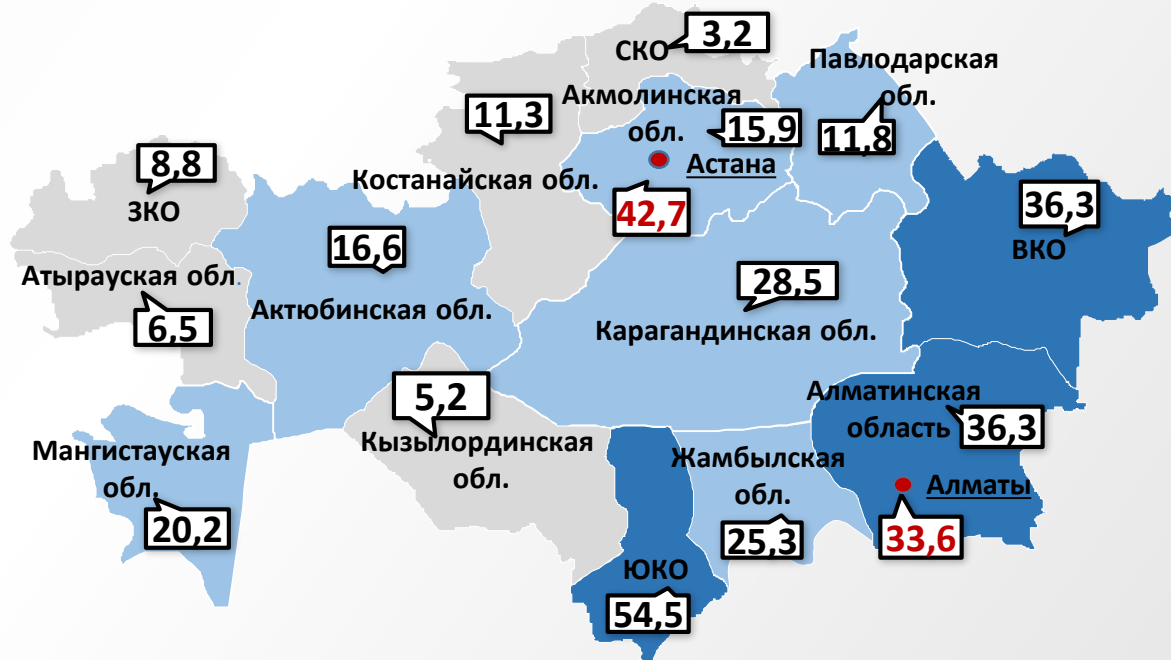 СКО
3,2
Павлодарская
обл.
11,8
Акмолинская
обл.
15,9
Астана
42,7
11,3
Костанайская обл.
8,8
ЗКО
Атырауская обл.
6,5
16,6
Актюбинская обл.
28,5
Карагандинская обл.
36,3
ВКО
5,2
Кызылординская
обл.
Мангистауская
обл.
20,2
Жамбылская
обл.
25,3
Алматинская
область
36,3
Алматы
33,6
ЮКО
54,5